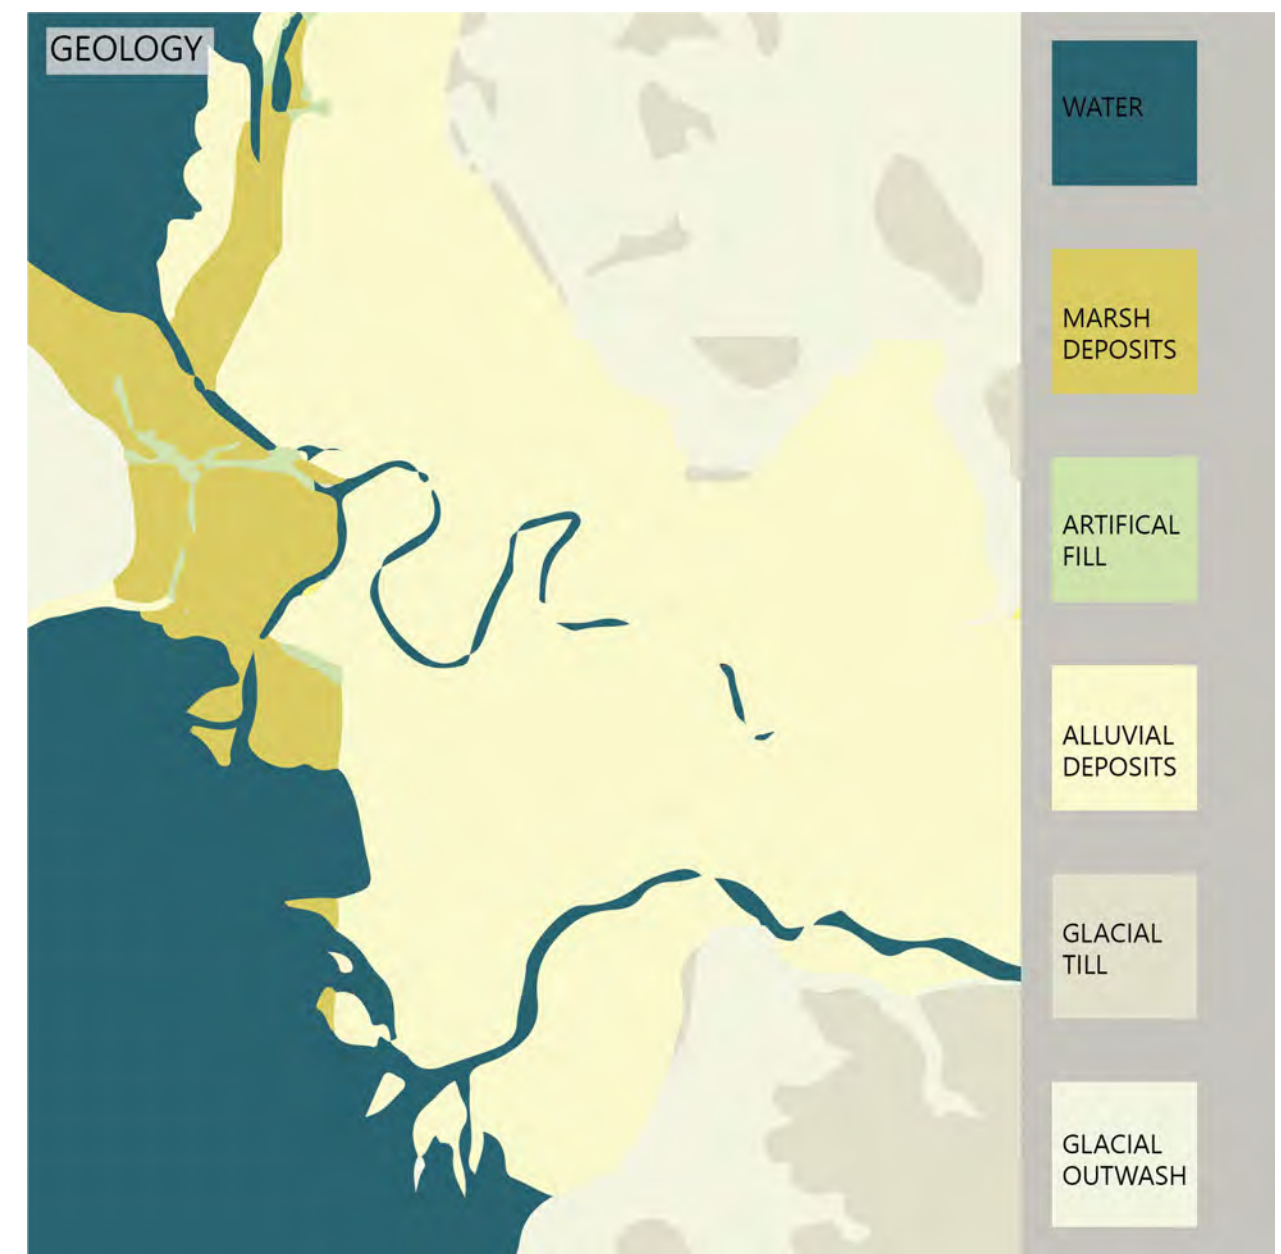 GEOLOGY
WATER
MARSH
DEPOSITS
ARTIFICAL
FILL
ALLUVIAL
DEPOSITS
GLACIAL
TILL
GLACIAL
OUTWASH